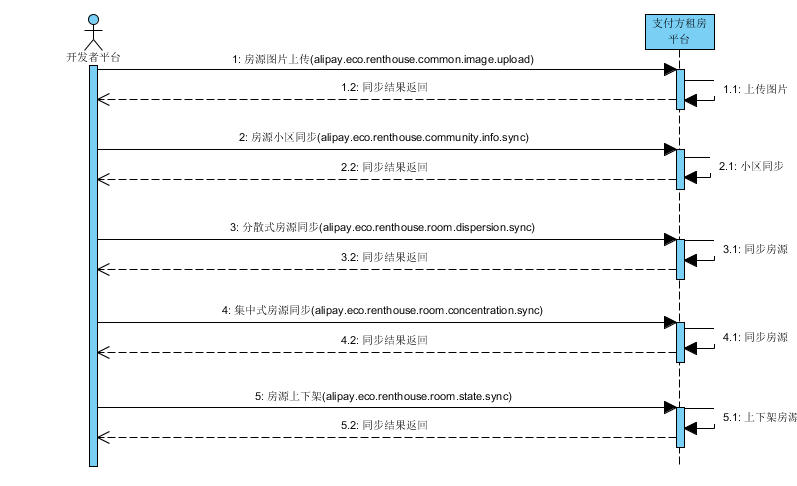 支付方租房
平台
开发者平台
1: 房源图片上传(alipay.eco.renthouse.common.image.upload)
1.1: 上传图片
1.2: 同步结果返回
2: 房源小区同步(alipay.eco.renthouse.community.info.sync)
2.1: 小区同步
2.2: 同步结果返回
3: 分散式房源同步(alipay.eco.renthouse.room.dispersion.sync)
3.1: 同步房源
3.2: 同步结果返回
4: 集中式房源同步(alipay.eco.renthouse.room.concentration.sync)
4.1: 同步房源
4.2: 同步结果返回
5: 房源上下架(alipay.eco.renthouse.room.state.sync)
5.1: 上下架房源
5.2: 同步结果返回